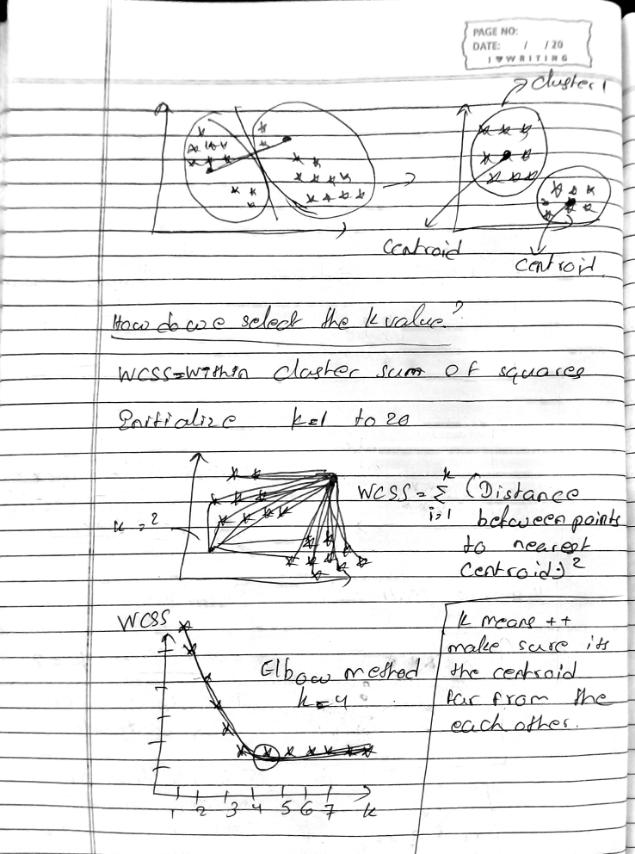 PAGE NO:
DATE: / /20
I ♥ WRITING
Cluster 1
Centroid
Centroid
How do we select the k value?
WCSS = Within Cluster sum of squares
Initialize k=1 to 20
k = 2
WCSS = Σ (Distance
k
i=1 between points
to nearest
Centroid)²
WCSS
Elbow method
k=4
1 2 3 4 5 6 7 k
k means ++
make sure its
the centroid
far from the
each other.